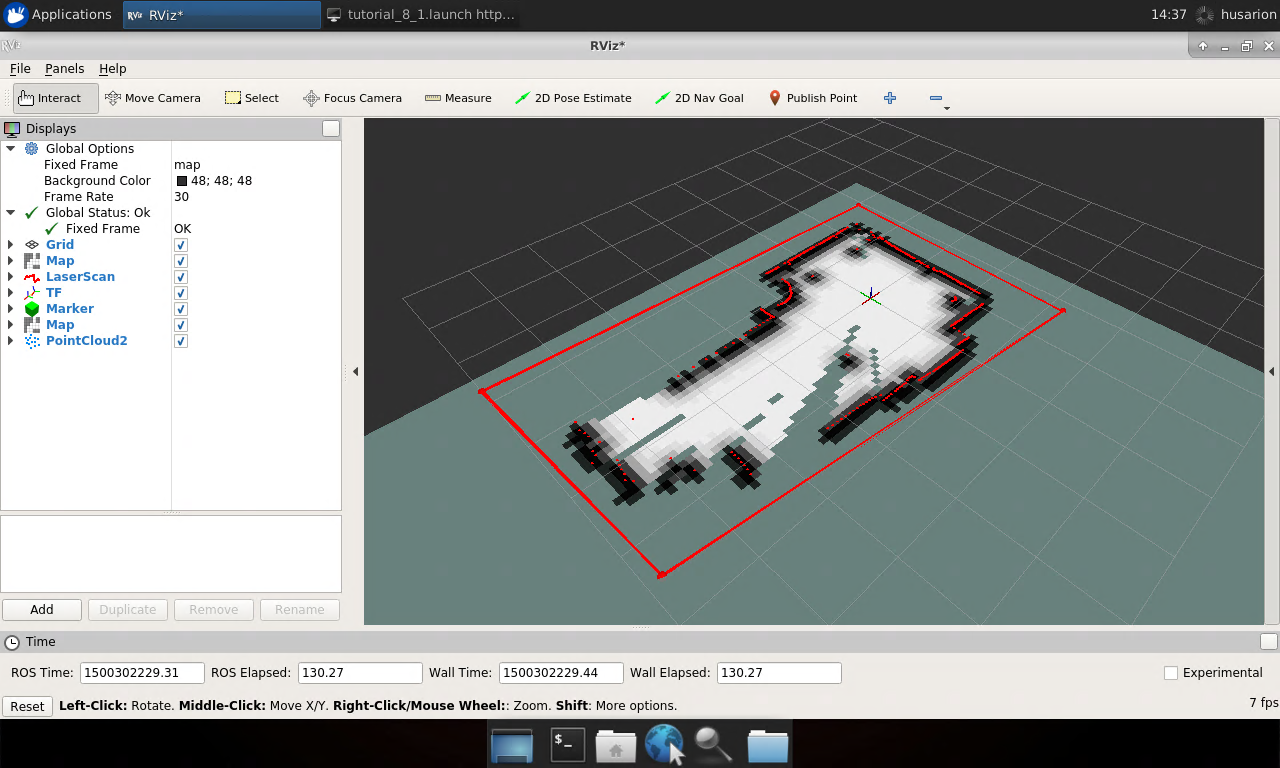 Applications RViz* tutorial_8_1.launch http... 14:37 husarion
RViz*
File Panels Help
Interact Move Camera Select Focus Camera Measure 2D Pose Estimate 2D Nav Goal Publish Point
Displays
Global Options
Fixed Frame map
Background Color 48; 48; 48
Frame Rate 30
Global Status: Ok
Fixed Frame OK
Grid
Map
LaserScan
TF
Marker
Map
PointCloud2
Add Duplicate Remove Rename
Time
ROS Time: 1500302229.31 ROS Elapsed: 130.27 Wall Time: 1500302229.44 Wall Elapsed: 130.27 Experimental
Reset Left-Click: Rotate. Middle-Click: Move X/Y. Right-Click/Mouse Wheel:: Zoom. Shift: More options. 7 fps
$_